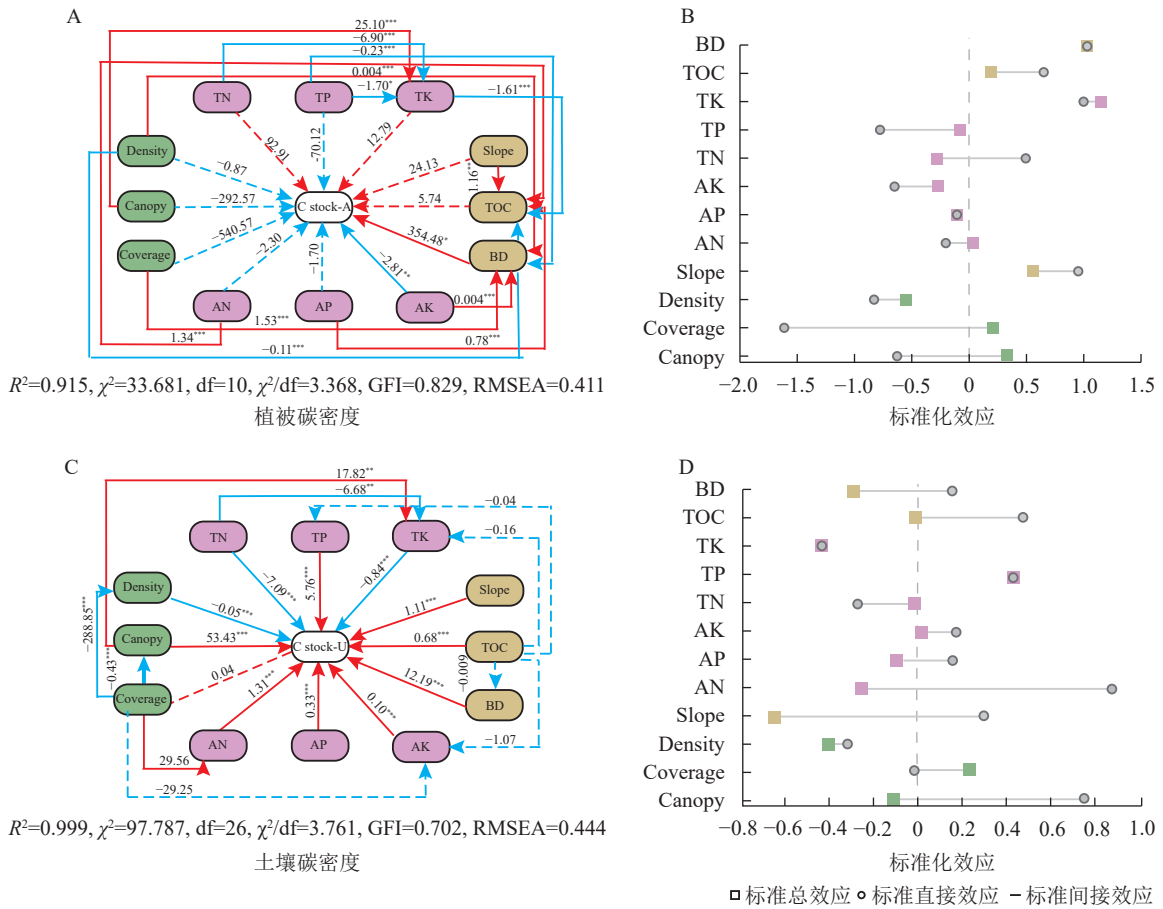 A
25.10***
−6.90***
−0.23***
0.004***
−1.70*
−1.61***
TN
TP
TK
92.91
-70.12
12.79
Density
−0.87
24.13
Slope
1.16**
Canopy
−292.57
C stock-A
5.74
TOC
Coverage
−540.57
354.48*
BD
−2.30
−1.70
−2.81**
AN
AP
AK
0.004***
1.53***
1.34***
0.78***
−0.11***
R²=0.915, χ²=33.681, df=10, χ²/df=3.368, GFI=0.829, RMSEA=0.411
植被碳密度
B
BD
TOC
TK
TP
TN
AK
AP
AN
Slope
Density
Coverage
Canopy
−2.0 −1.5 −1.0 −0.5 0 0.5 1.0 1.5
标准化效应
C
17.82**
−6.68**
−0.04
−0.16
TN
TP
TK
−7.09***
5.76***
−0.84***
Density
−0.05***
1.11***
Slope
−288.85***
Canopy
53.43***
C stock-U
0.68***
TOC
−0.43***
0.04
−0.009
Coverage
12.19***
BD
1.31***
0.33***
0.10***
AN
AP
AK
−1.07
29.56
−29.25
R²=0.999, χ²=97.787, df=26, χ²/df=3.761, GFI=0.702, RMSEA=0.444
土壤碳密度
D
BD
TOC
TK
TP
TN
AK
AP
AN
Slope
Density
Coverage
Canopy
−0.8 −0.6 −0.4 −0.2 0 0.2 0.4 0.6 0.8 1.0
标准化效应
标准总效应 标准直接效应 标准间接效应